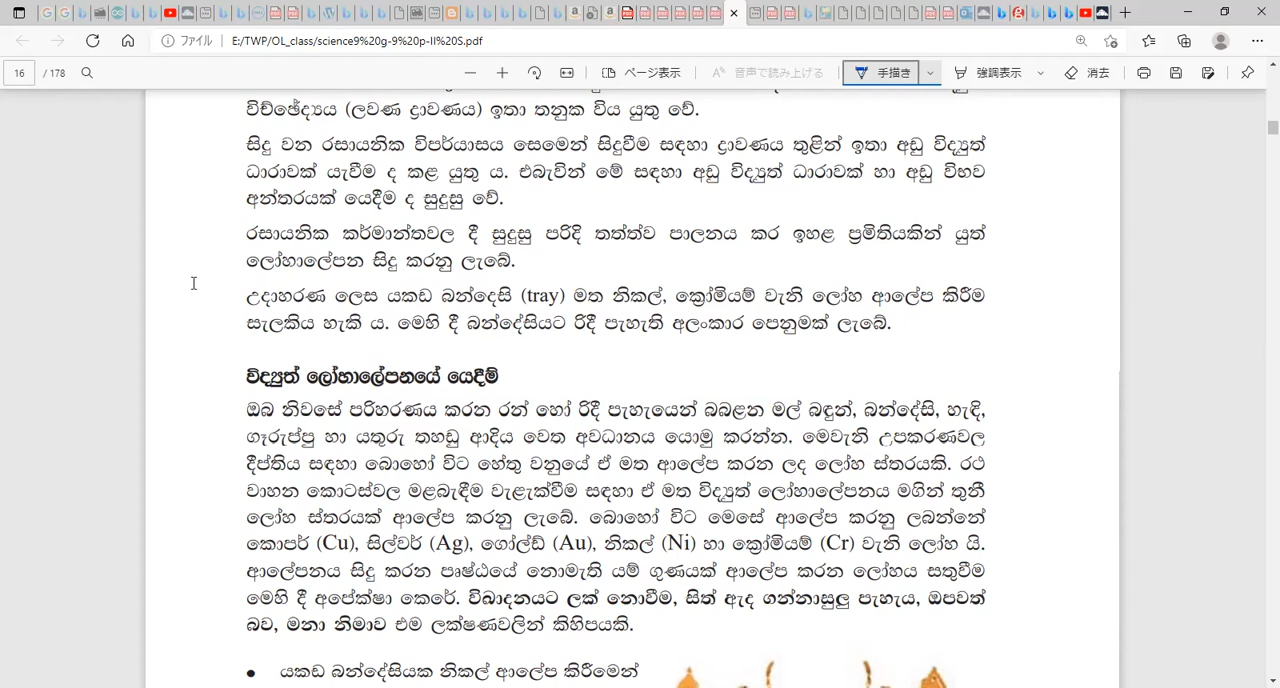 ファイル
E:/TWP/OL_class/science9%20g-9%20p-II%20S.pdf
16 / 178
ページ表示
音声で読み上げる
手描き
強調表示
消去
විච්ඡේද්‍යය (ලවණ ද්‍රාවණය) ඉතා තනුක විය යුතු වේ.
සිදු වන රසායනික විපර්යාසය සෙමෙන් සිදුවීම සඳහා ද්‍රාවණය තුළින් ඉතා අඩු විද්‍යුත්
ධාරාවක් යැවීම ද කළ යුතු ය. එබැවින් මේ සඳහා අඩු විද්‍යුත් ධාරාවක් හා අඩු විභව
අන්තරයක් යෙදීම ද සුදුසු වේ.
රසායනික කර්මාන්තවල දී සුදුසු පරිදි තත්ත්ව පාලනය කර ඉහළ ප්‍රමිතියකින් යුත්
ලෝහාලේපන සිදු කරනු ලැබේ.
උදාහරණ ලෙස යකඩ බන්දෙසි (tray) මත නිකල්, ක්‍රෝමියම් වැනි ලෝහ ආලේප කිරීම
සැලකිය හැකි ය. මෙහි දී බන්දේසියට රිදී පැහැති අලංකාර පෙනුමක් ලැබේ.
විද්‍යුත් ලෝහාලේපනයේ යෙදීම්
ඔබ නිවසේ පරිහරණය කරන රන් හෝ රිදී පැහැයෙන් බබළන මල් බඳුන්, බන්දේසි, හැඳි,
ගෑරුප්පු හා යතුරු තහඩු ආදිය වෙත අවධානය යොමු කරන්න. මෙවැනි උපකරණවල
දීප්තිය සඳහා බොහෝ විට හේතු වනුයේ ඒ මත ආලේප කරන ලද ලෝහ ස්තරයකි. රථ
වාහන කොටස්වල මළබැඳීම වැළැක්වීම සඳහා ඒ මත විද්‍යුත් ලෝහාලේපනය මගින් තුනී
ලෝහ ස්තරයක් ආලේප කරනු ලැබේ. බොහෝ විට මෙසේ ආලේප කරනු ලබන්නේ
කොපර් (Cu), සිල්වර් (Ag), ගෝල්ඩ් (Au), නිකල් (Ni) හා ක්‍රෝමියම් (Cr) වැනි ලෝහ යි.
ආලේපනය සිදු කරන පෘෂ්ඨයේ නොමැති යම් ගුණයක් ආලේප කරන ලෝහය සතුවීම
මෙහි දී අපේක්ෂා කෙරේ. විඛාදනයට ලක් නොවීම, සිත් ඇද ගන්නාසුලු පැහැය, ඔපවත්
බව, මනා නිමාව එම ලක්ෂණවලින් කිහිපයකි.
• යකඩ බන්දේසියක නිකල් ආලේප කිරීමෙන්